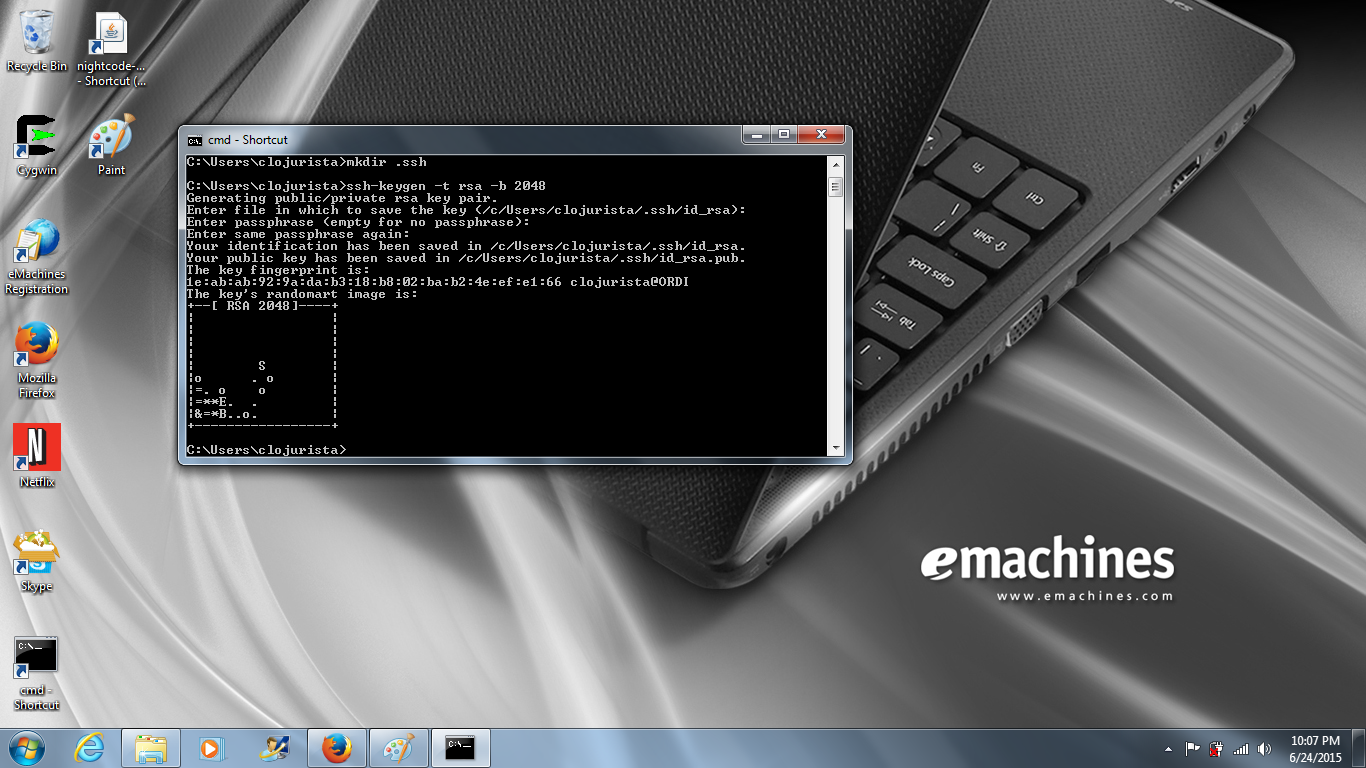 Recycle Bin
nightcode-...
- Shortcut (...
Cygwin
Paint
eMachines
Registration
Mozilla
Firefox
N
Netflix
S
Skype
C:\_
cmd -
Shortcut
cmd - Shortcut
C:\Users\clojurista>mkdir .ssh
C:\Users\clojurista>ssh-keygen -t rsa -b 2048
Generating public/private rsa key pair.
Enter file in which to save the key (/c/Users/clojurista/.ssh/id_rsa):
Enter passphrase (empty for no passphrase):
Enter same passphrase again:
Your identification has been saved in /c/Users/clojurista/.ssh/id_rsa.
Your public key has been saved in /c/Users/clojurista/.ssh/id_rsa.pub.
The key fingerprint is:
1e:ab:ab:92:9a:da:b3:18:b8:02:ba:b2:4e:ef:e1:66 clojurista@ORDI
The key's randomart image is:
+--[ RSA 2048]----+
|                 |
|                 |
|                 |
|                 |
|        S        |
|o      . o       |
|=. o    o        |
|=**E.  .         |
|&=*B..o.         |
+-----------------+
C:\Users\clojurista>
Fn
Ctrl
Shift
Caps Lock
Tab
emachines
www.emachines.com
C:\_
10:07 PM
6/24/2015